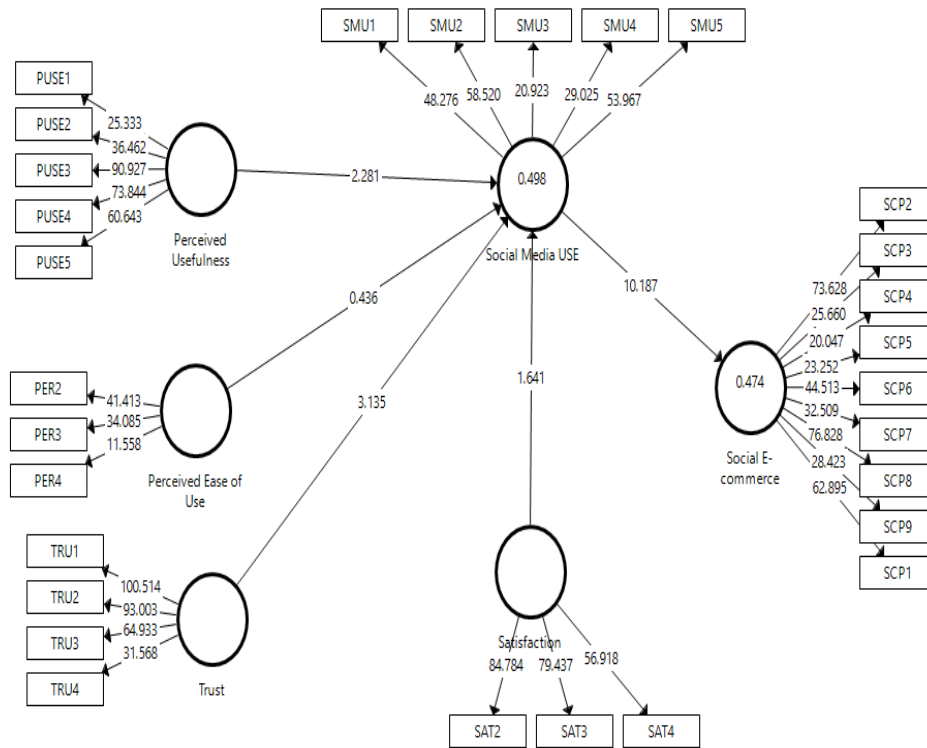 SMU1
SMU2
SMU3
SMU4
SMU5
48.276
58.520
20.923
29.025
53.967
PUSE1
PUSE2
PUSE3
PUSE4
PUSE5
25.333
36.462
90.927
73.844
60.643
Perceived
Usefulness
2.281
0.498
Social Media USE
0.436
3.135
1.641
10.187
PER2
PER3
PER4
41.413
34.085
11.558
Perceived Ease of
Use
TRU1
TRU2
TRU3
TRU4
100.514
93.003
64.933
31.568
Trust
Satisfaction
84.784
79.437
56.918
SAT2
SAT3
SAT4
0.474
Social E-
commerce
73.628
25.660
20.047
23.252
44.513
32.509
76.828
28.423
62.895
SCP2
SCP3
SCP4
SCP5
SCP6
SCP7
SCP8
SCP9
SCP1